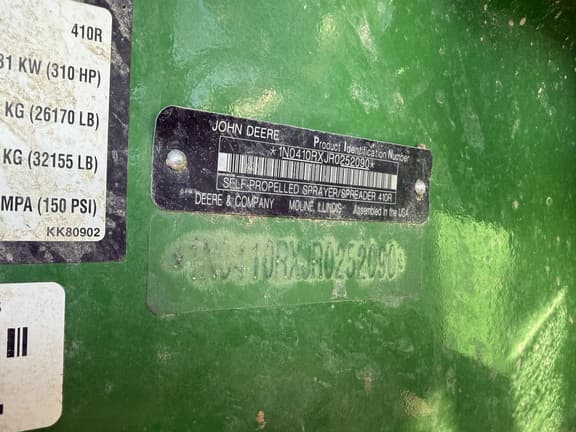 410R
31 KW (310 HP)
KG (26170 LB)
KG (32155 LB)
MPA (150 PSI)
KK80902
JOHN DEERE
Product Identification Number
*1N0410RXJR0252090*
SELF-PROPELLED SPRAYER/SPREADER 410R
DEERE & COMPANY MOLINE ILLINOIS Assembled in the USA
*1N0410RXJR0252090*